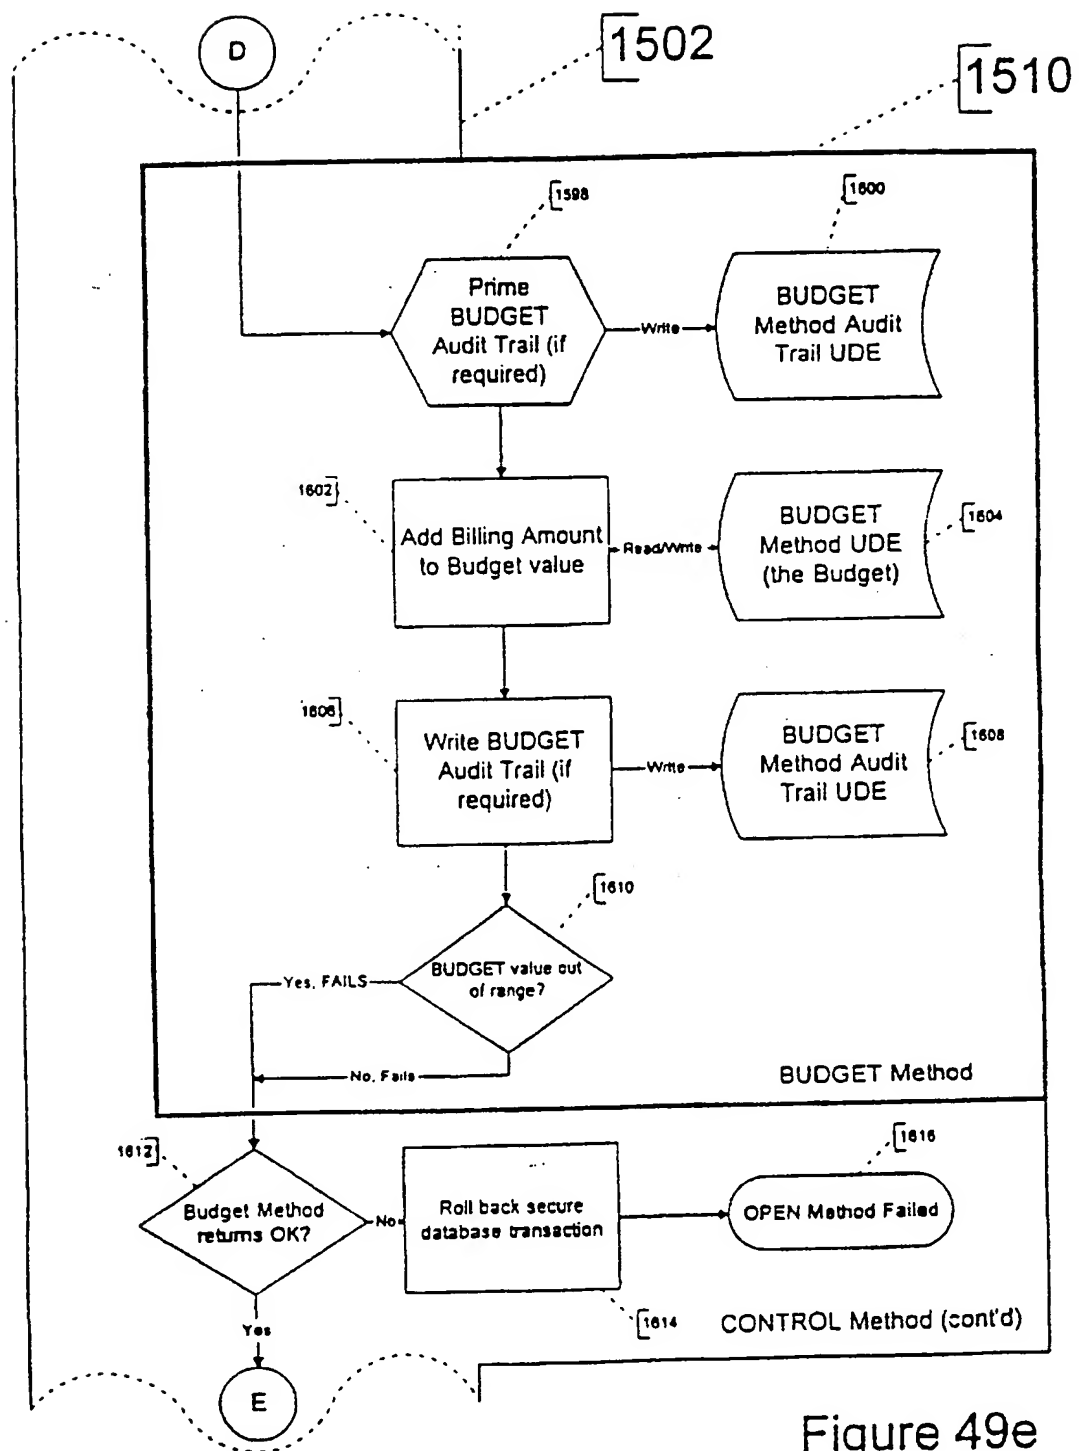 D
1502
1510
1598
1600
Prime
BUDGET
Audit Trail (if
required)
Write
BUDGET
Method Audit
Trail UDE
1602
Add Billing Amount
to Budget value
Read/Write
BUDGET
Method UDE
(the Budget)
1604
1606
Write BUDGET
Audit Trail (if
required)
Write
BUDGET
Method Audit
Trail UDE
1608
1610
BUDGET value out
of range?
Yes, FAILS
No, Fails
BUDGET Method
1612
Budget Method
returns OK?
No
Roll back secure
database transaction
1616
OPEN Method Failed
1614
CONTROL Method (cont'd)
Yes
E
Figure 49e